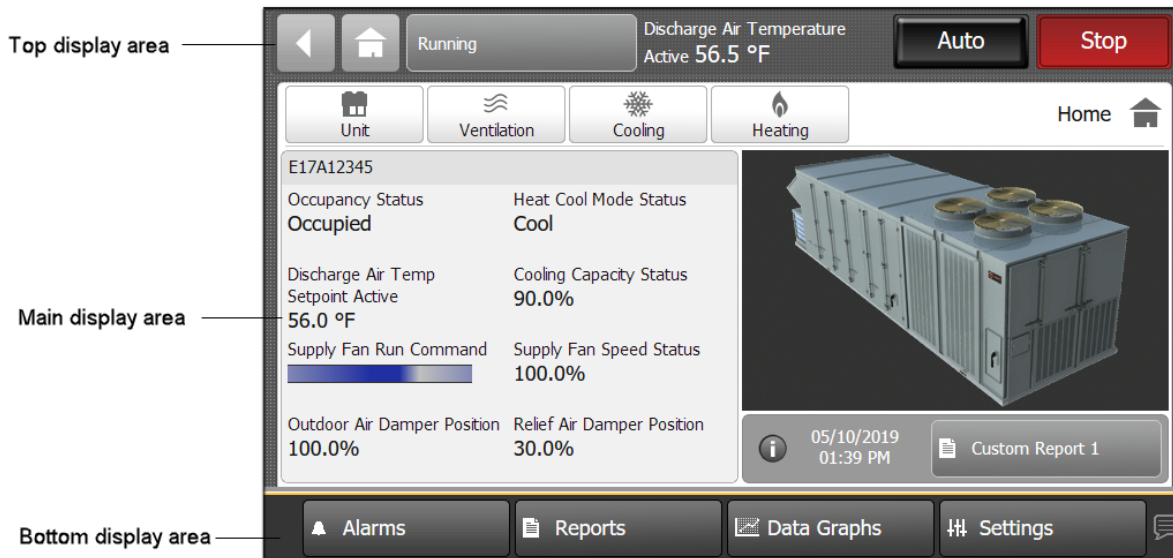 Top display area
Running
Discharge Air Temperature
Active 56.5 °F
Auto
Stop
Unit
Ventilation
Cooling
Heating
Home
E17A12345
Occupancy Status
Occupied
Heat Cool Mode Status
Cool
Discharge Air Temp
Setpoint Active
56.0 °F
Cooling Capacity Status
90.0%
Main display area
Supply Fan Run Command
Supply Fan Speed Status
100.0%
Outdoor Air Damper Position
100.0%
Relief Air Damper Position
30.0%
05/10/2019
01:39 PM
Custom Report 1
Bottom display area
Alarms
Reports
Data Graphs
Settings